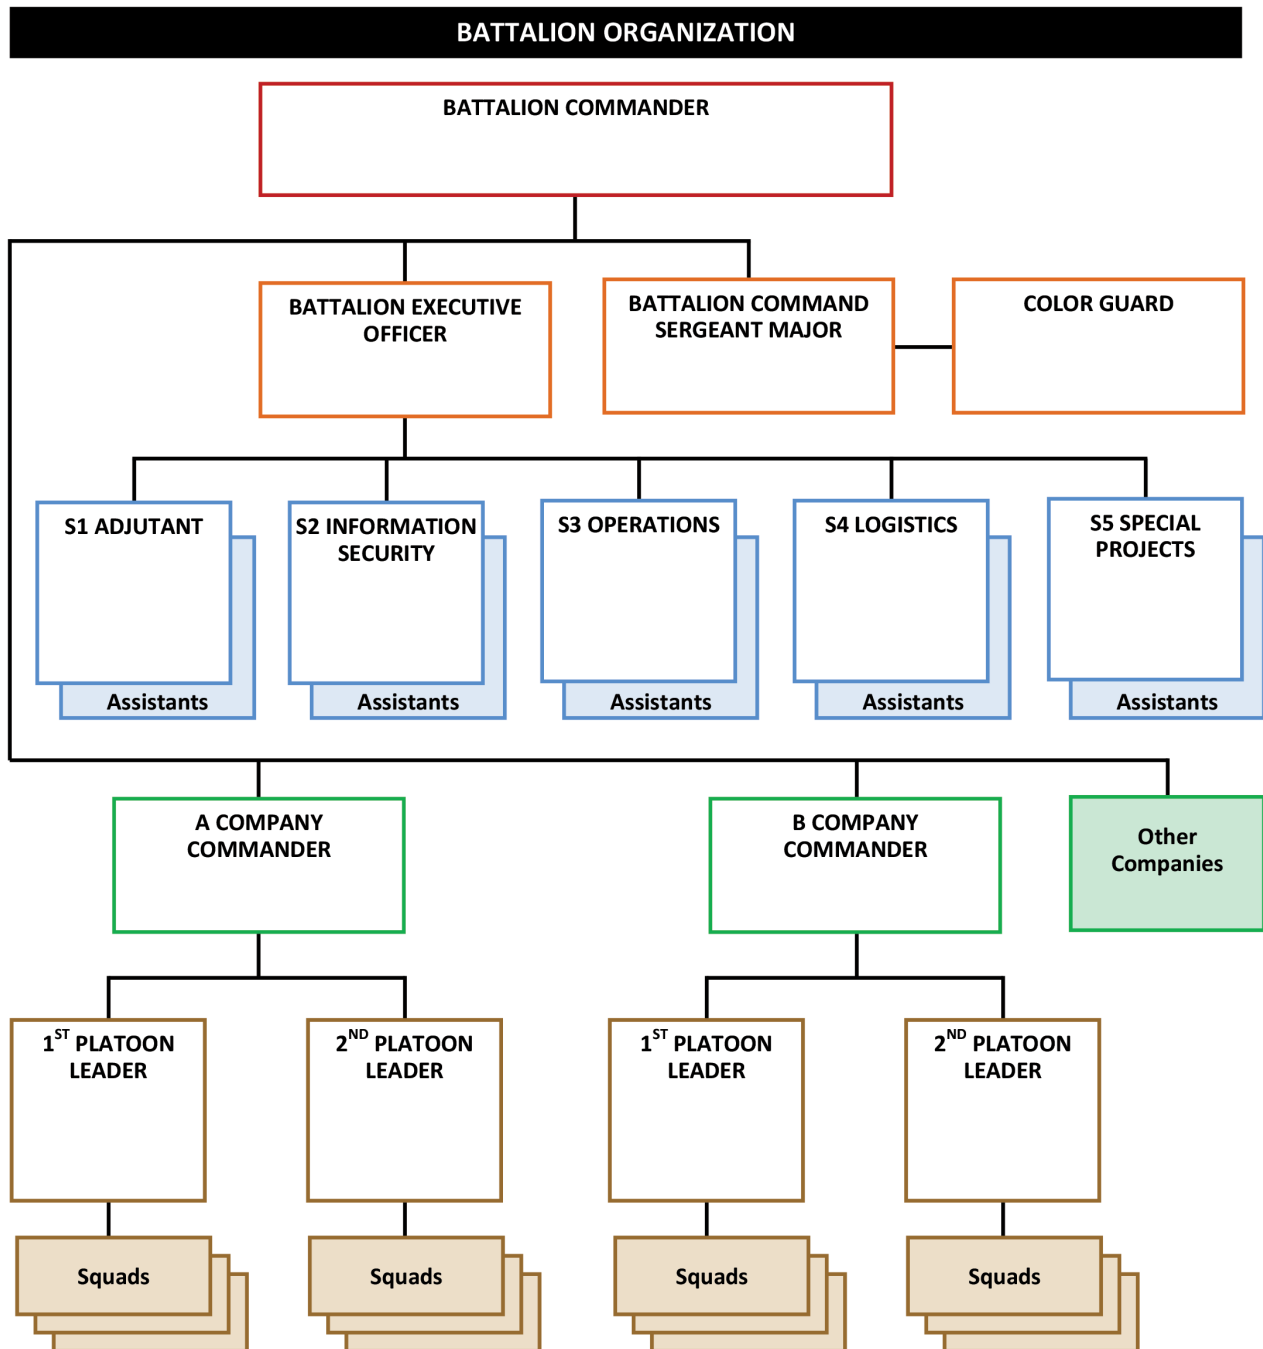 BATTALION ORGANIZATION
BATTALION COMMANDER
BATTALION EXECUTIVE
OFFICER
BATTALION COMMAND
SERGEANT MAJOR
COLOR GUARD
S1 ADJUTANT
Assistants
S2 INFORMATION
SECURITY
Assistants
S3 OPERATIONS
Assistants
S4 LOGISTICS
Assistants
S5 SPECIAL
PROJECTS
Assistants
A COMPANY
COMMANDER
B COMPANY
COMMANDER
Other
Companies
1ST PLATOON
LEADER
2ND PLATOON
LEADER
1ST PLATOON
LEADER
2ND PLATOON
LEADER
Squads
Squads
Squads
Squads